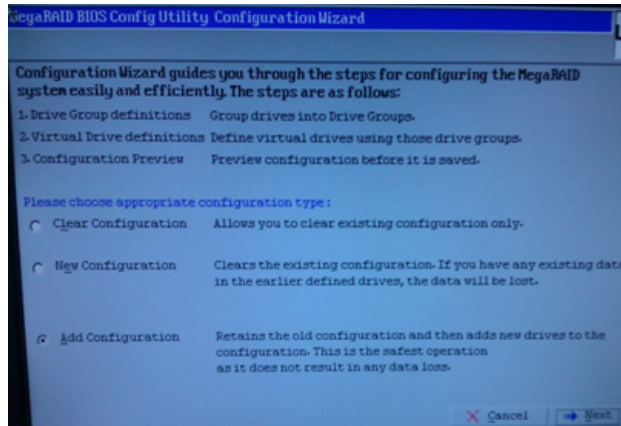 MegaRAID BIOS Config Utility Configuration Wizard
Configuration Wizard guides you through the steps for configuring the MegaRAID
system easily and efficiently. The steps are as follows:
1. Drive Group definitions Group drives into Drive Groups.
2. Virtual Drive definitions Define virtual drives using those drive groups.
3. Configuration Preview Preview configuration before it is saved.
Please choose appropriate configuration type:
Clear Configuration Allows you to clear existing configuration only.
New Configuration Clears the existing configuration. If you have any existing data
in the earlier defined drives, the data will be lost.
Add Configuration Retains the old configuration and then adds new drives to the
configuration. This is the safest operation
as it does not result in any data loss.
Cancel Next